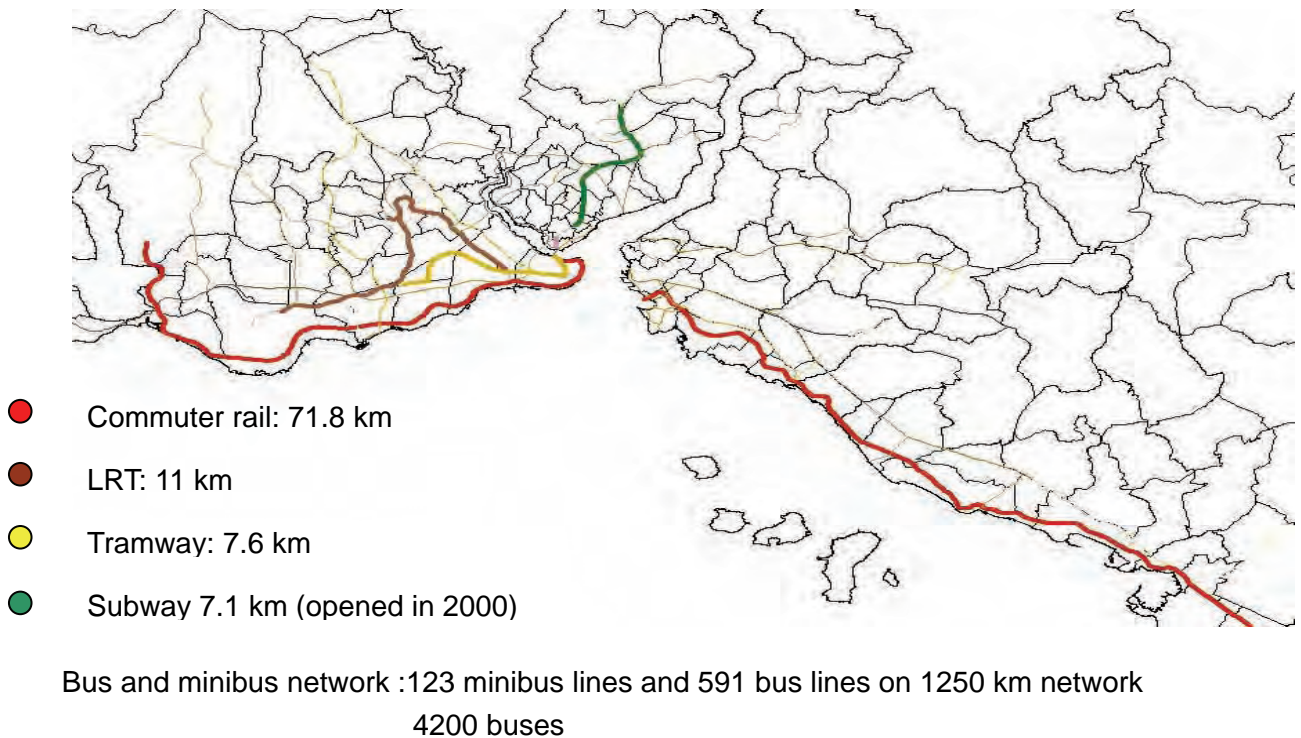 Commuter rail: 71.8 km
LRT: 11 km
Tramway: 7.6 km
Subway 7.1 km (opened in 2000)
Bus and minibus network :123 minibus lines and 591 bus lines on 1250 km network
4200 buses